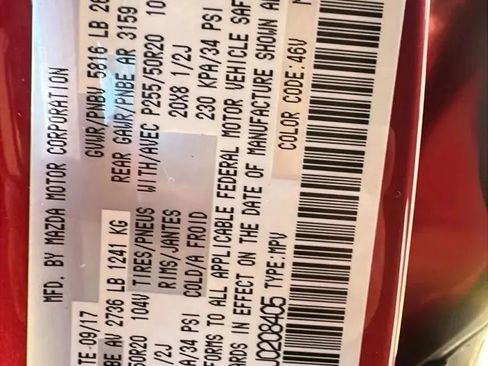 MFD. BY MAZDA MOTOR CORPORATION
TE-09/17 GVWR/PNBV 5816 LB
BE AV 2736 LB 1241 KG REAR GAWR/PNBE AR 3159
50R20 104V TIRES/PNEUS WITH/AVEC P255/50R20
1/2J RIMS/JANTES 20X8 1/2J
A/34 PSI COLD/A FROID 230 KPA/34 PSI
FORMS TO ALL APPLICABLE FEDERAL MOTOR VEHICLE SAF
ARDS IN EFFECT ON THE DATE OF MANUFACTURE SHOWN A
J0208405 TYPE:MPV COLOR CODE:46V